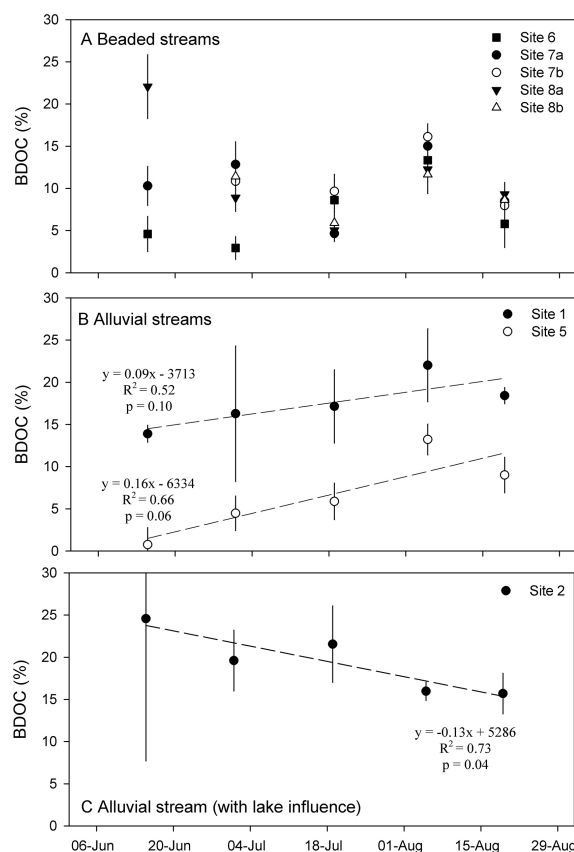 A Beaded streams
Site 6
Site 7a
Site 7b
Site 8a
Site 8b
BDOC (%)
30
25
20
15
10
5
0
B Alluvial streams
Site 1
Site 5
BDOC (%)
30
25
20
15
10
5
0
y = 0.09x - 3713
R² = 0.52
p = 0.10
y = 0.16x - 6334
R² = 0.66
p = 0.06
Site 2
BDOC (%)
30
25
20
15
10
5
0
y = -0.13x + 5286
R² = 0.73
p = 0.04
C Alluvial stream (with lake influence)
06-Jun 20-Jun 04-Jul 18-Jul 01-Aug 15-Aug 29-Aug